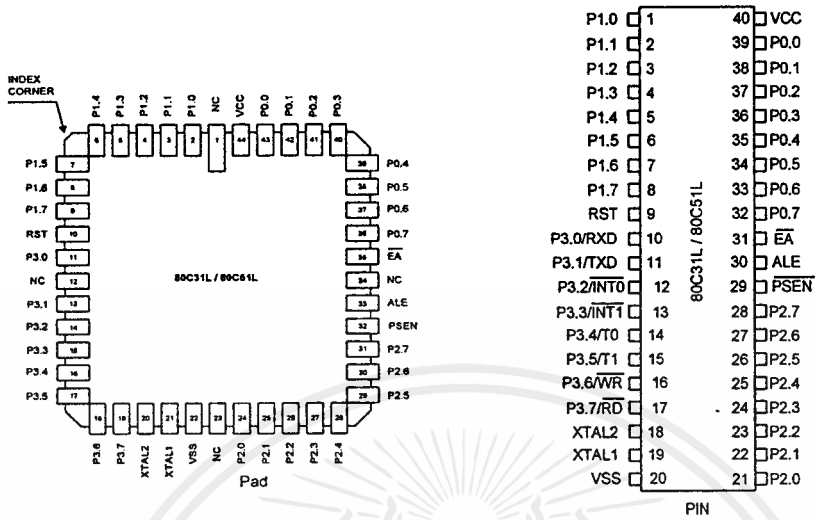 INDEX
CORNER
P1.4 P1.3 P1.2 P1.1 P1.0 NC VCC P0.0 P0.1 P0.2 P0.3
6 5 4 3 2 1 44 43 42 41 40
P1.5 7 39 P0.4
P1.6 8 38 P0.5
P1.7 9 37 P0.6
RST 10 36 P0.7
P3.0 11 35 EA
NC 12 80C31L / 80C51L 34 NC
P3.1 13 33 ALE
P3.2 14 32 PSEN
P3.3 15 31 P2.7
P3.4 16 30 P2.6
P3.5 17 29 P2.5
18 19 20 21 22 23 24 25 26 27 28
P3.6 P3.7 XTAL2 XTAL1 VSS NC P2.0 P2.1 P2.2 P2.3 P2.4
Pad
P1.0 1 40 VCC
P1.1 2 39 P0.0
P1.2 3 38 P0.1
P1.3 4 37 P0.2
P1.4 5 36 P0.3
P1.5 6 35 P0.4
P1.6 7 34 P0.5
P1.7 8 33 P0.6
RST 9 32 P0.7
P3.0/RXD 10 31 EA
P3.1/TXD 11 30 ALE
P3.2/INT0 12 29 PSEN
P3.3/INT1 13 28 P2.7
P3.4/T0 14 27 P2.6
P3.5/T1 15 26 P2.5
P3.6/WR 16 25 P2.4
P3.7/RD 17 24 P2.3
XTAL2 18 23 P2.2
XTAL1 19 22 P2.1
VSS 20 21 P2.0
80C31L / 80C51L
PIN